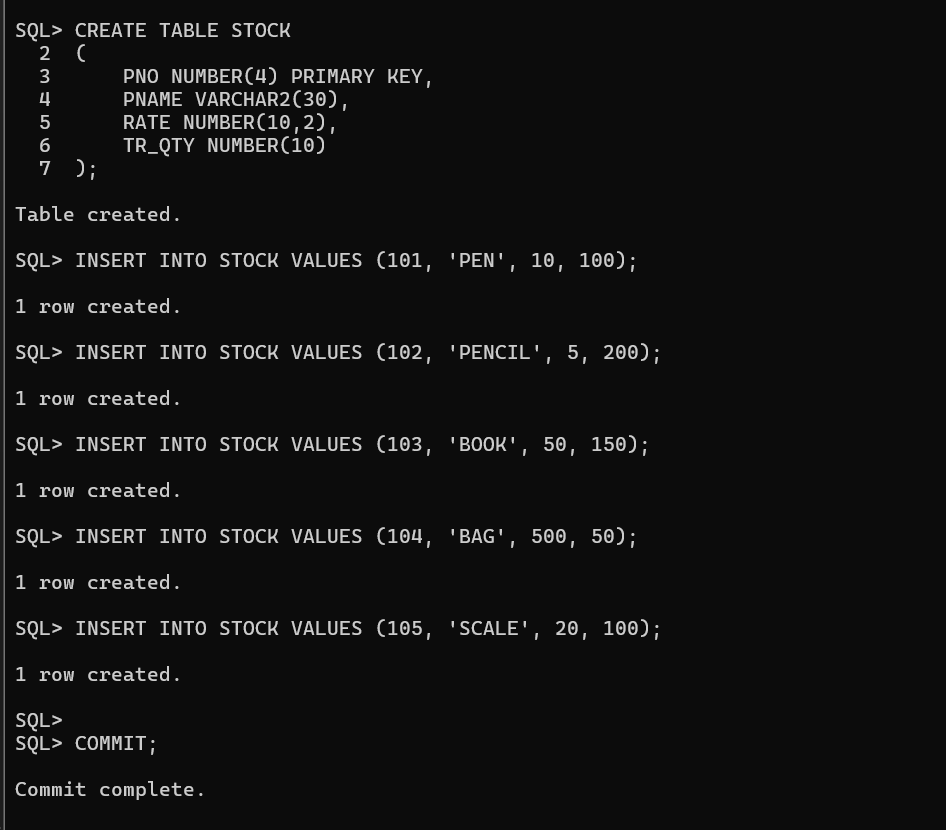 SQL> CREATE TABLE STOCK
  2  (
  3      PNO NUMBER(4) PRIMARY KEY,
  4      PNAME VARCHAR2(30),
  5      RATE NUMBER(10,2),
  6      TR_QTY NUMBER(10)
  7  );
Table created.
SQL> INSERT INTO STOCK VALUES (101, 'PEN', 10, 100);
1 row created.
SQL> INSERT INTO STOCK VALUES (102, 'PENCIL', 5, 200);
1 row created.
SQL> INSERT INTO STOCK VALUES (103, 'BOOK', 50, 150);
1 row created.
SQL> INSERT INTO STOCK VALUES (104, 'BAG', 500, 50);
1 row created.
SQL> INSERT INTO STOCK VALUES (105, 'SCALE', 20, 100);
1 row created.
SQL>
SQL> COMMIT;
Commit complete.